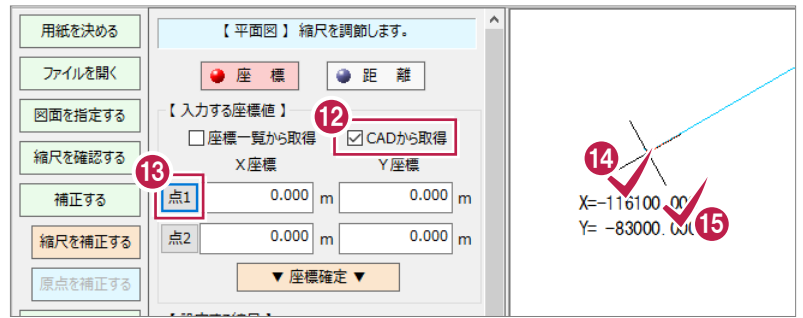 用紙を決める
ファイルを開く
図面を指定する
縮尺を確認する
補正する
縮尺を補正する
原点を補正する
【 平面図 】 縮尺を調節します。
座 標
距 離
【 入力する座標値 】
12
座標一覧から取得
CADから取得
13
X座標
Y座標
点1
0.000 m
0.000 m
点2
0.000 m
0.000 m
▼ 座標確定 ▼
14
X=-116100.00
15
Y= -83000.